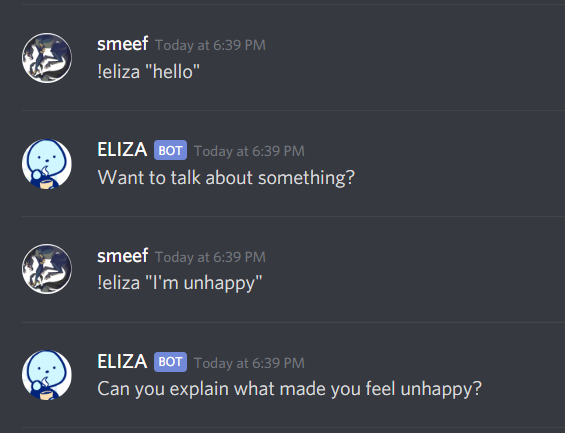 smeef Today at 6:39 PM
!eliza "hello"
ELIZA BOT Today at 6:39 PM
Want to talk about something?
smeef Today at 6:39 PM
!eliza "I'm unhappy"
ELIZA BOT Today at 6:39 PM
Can you explain what made you feel unhappy?